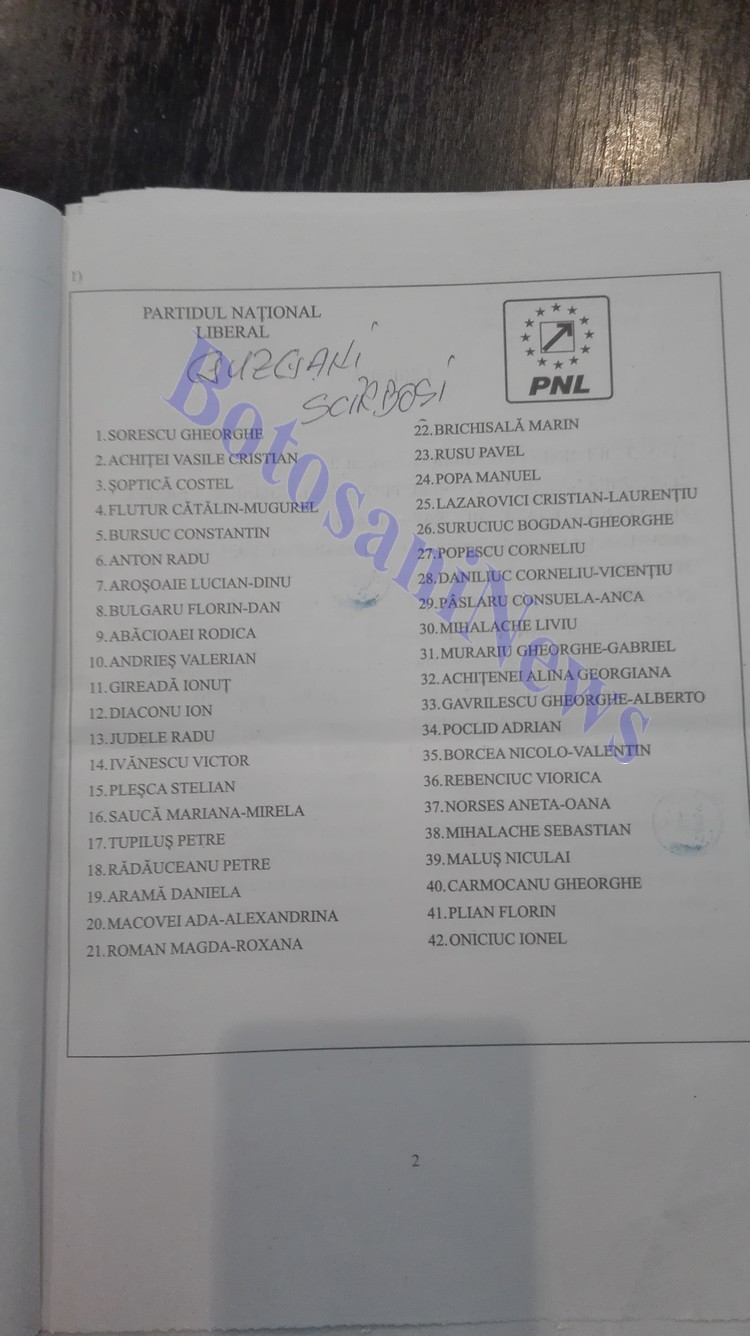 1)
PARTIDUL NAȚIONAL
LIBERAL
PNL
GUZGANI
SCIRBOSI
1.SORESCU GHEORGHE
2.ACHIȚEI VASILE CRISTIAN
3.ȘOPTICĂ COSTEL
4.FLUTUR CĂTĂLIN-MUGUREL
5.BURSUC CONSTANTIN
6.ANTON RADU
7.AROȘOAIE LUCIAN-DINU
8.BULGARU FLORIN-DAN
9.ABĂCIOAEI RODICA
10.ANDRIEȘ VALERIAN
11.GIREADĂ IONUȚ
12.DIACONU ION
13.JUDELE RADU
14.IVĂNESCU VICTOR
15.PLEȘCA STELIAN
16.SAUCĂ MARIANA-MIRELA
17.TUPILUȘ PETRE
18.RĂDĂUCEANU PETRE
19.ARAMĂ DANIELA
20.MACOVEI ADA-ALEXANDRINA
21.ROMAN MAGDA-ROXANA
22.BRICHISALĂ MARIN
23.RUSU PAVEL
24.POPA MANUEL
25.LAZAROVICI CRISTIAN-LAURENȚIU
26.SURUCIUC BOGDAN-GHEORGHE
27.POPESCU CORNELIU
28.DANILIUC CORNELIU-VICENȚIU
29.PÂSLARU CONSUELA-ANCA
30.MIHALACHE LIVIU
31.MURARIU GHEORGHE-GABRIEL
32.ACHIȚENEI ALINA GEORGIANA
33.GAVRILESCU GHEORGHE-ALBERTO
34.POCLID ADRIAN
35.BORCEA NICOLO-VALENTIN
36.REBENCIUC VIORICA
37.NORSES ANETA-OANA
38.MIHALACHE SEBASTIAN
39.MALUȘ NICULAI
40.CARMOCANU GHEORGHE
41.PLIAN FLORIN
42.ONICIUC IONEL
BotosaniNews
2